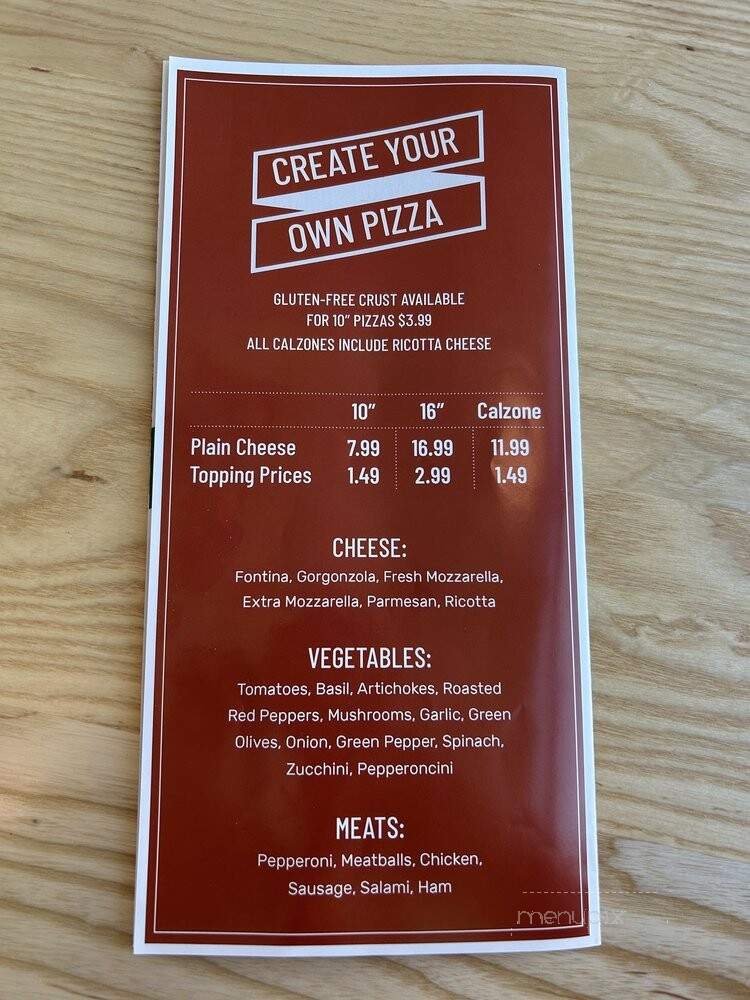 CREATE YOUR
OWN PIZZA
GLUTEN-FREE CRUST AVAILABLE
FOR 10" PIZZAS $3.99
ALL CALZONES INCLUDE RICOTTA CHEESE
10" 16" Calzone
Plain Cheese 7.99 16.99 11.99
Topping Prices 1.49 2.99 1.49
CHEESE:
Fontina, Gorgonzola, Fresh Mozzarella,
Extra Mozzarella, Parmesan, Ricotta
VEGETABLES:
Tomatoes, Basil, Artichokes, Roasted
Red Peppers, Mushrooms, Garlic, Green
Olives, Onion, Green Pepper, Spinach,
Zucchini, Pepperoncini
MEATS:
Pepperoni, Meatballs, Chicken,
Sausage, Salami, Ham
menupix